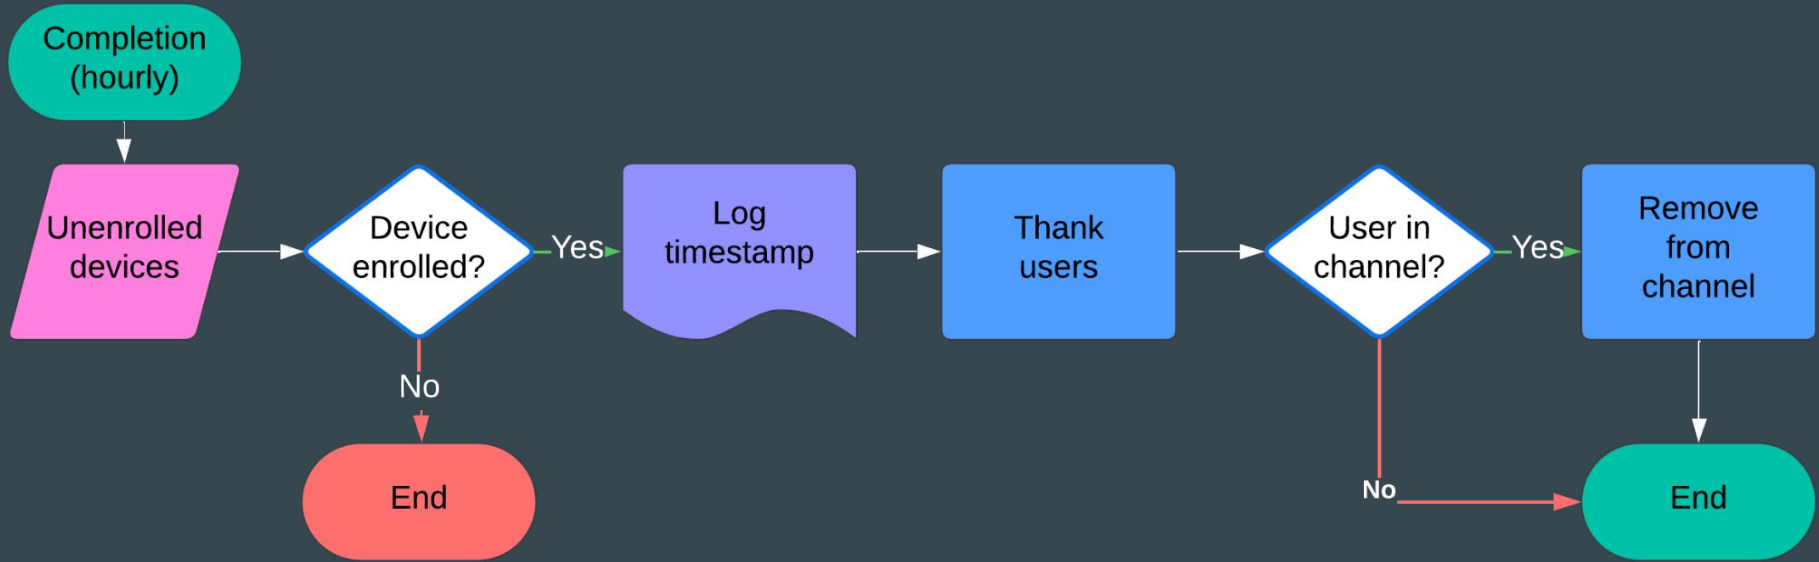 Completion
(hourly)
Unenrolled
devices
Device
enrolled?
Yes
Log
timestamp
Thank
users
User in
channel?
Yes
Remove
from
channel
No
End
No
End